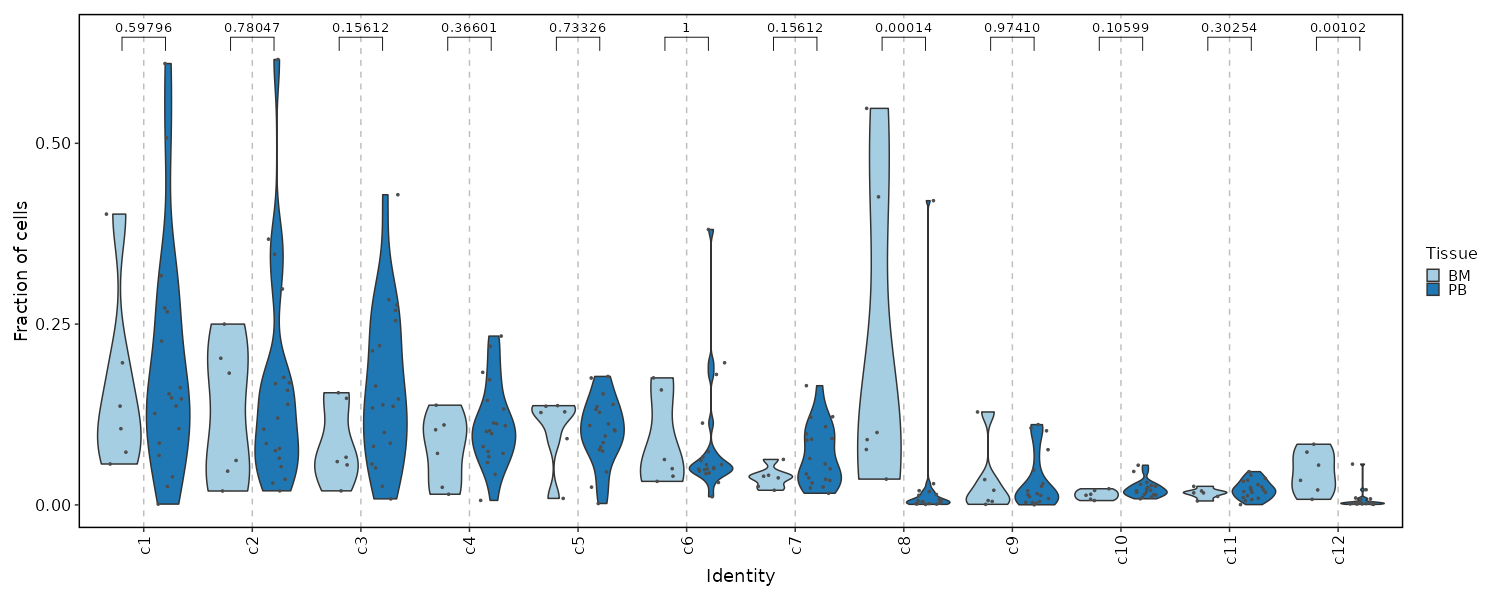 0.59796 0.78047 0.15612 0.36601 0.73326 1 0.15612 0.00014 0.97410 0.10599 0.30254 0.00102
0.50
0.25
0.00
Fraction of cells
c1 c2 c3 c4 c5 c6 c7 c8 c9 c10 c11 c12
Identity
Tissue
BM
PB